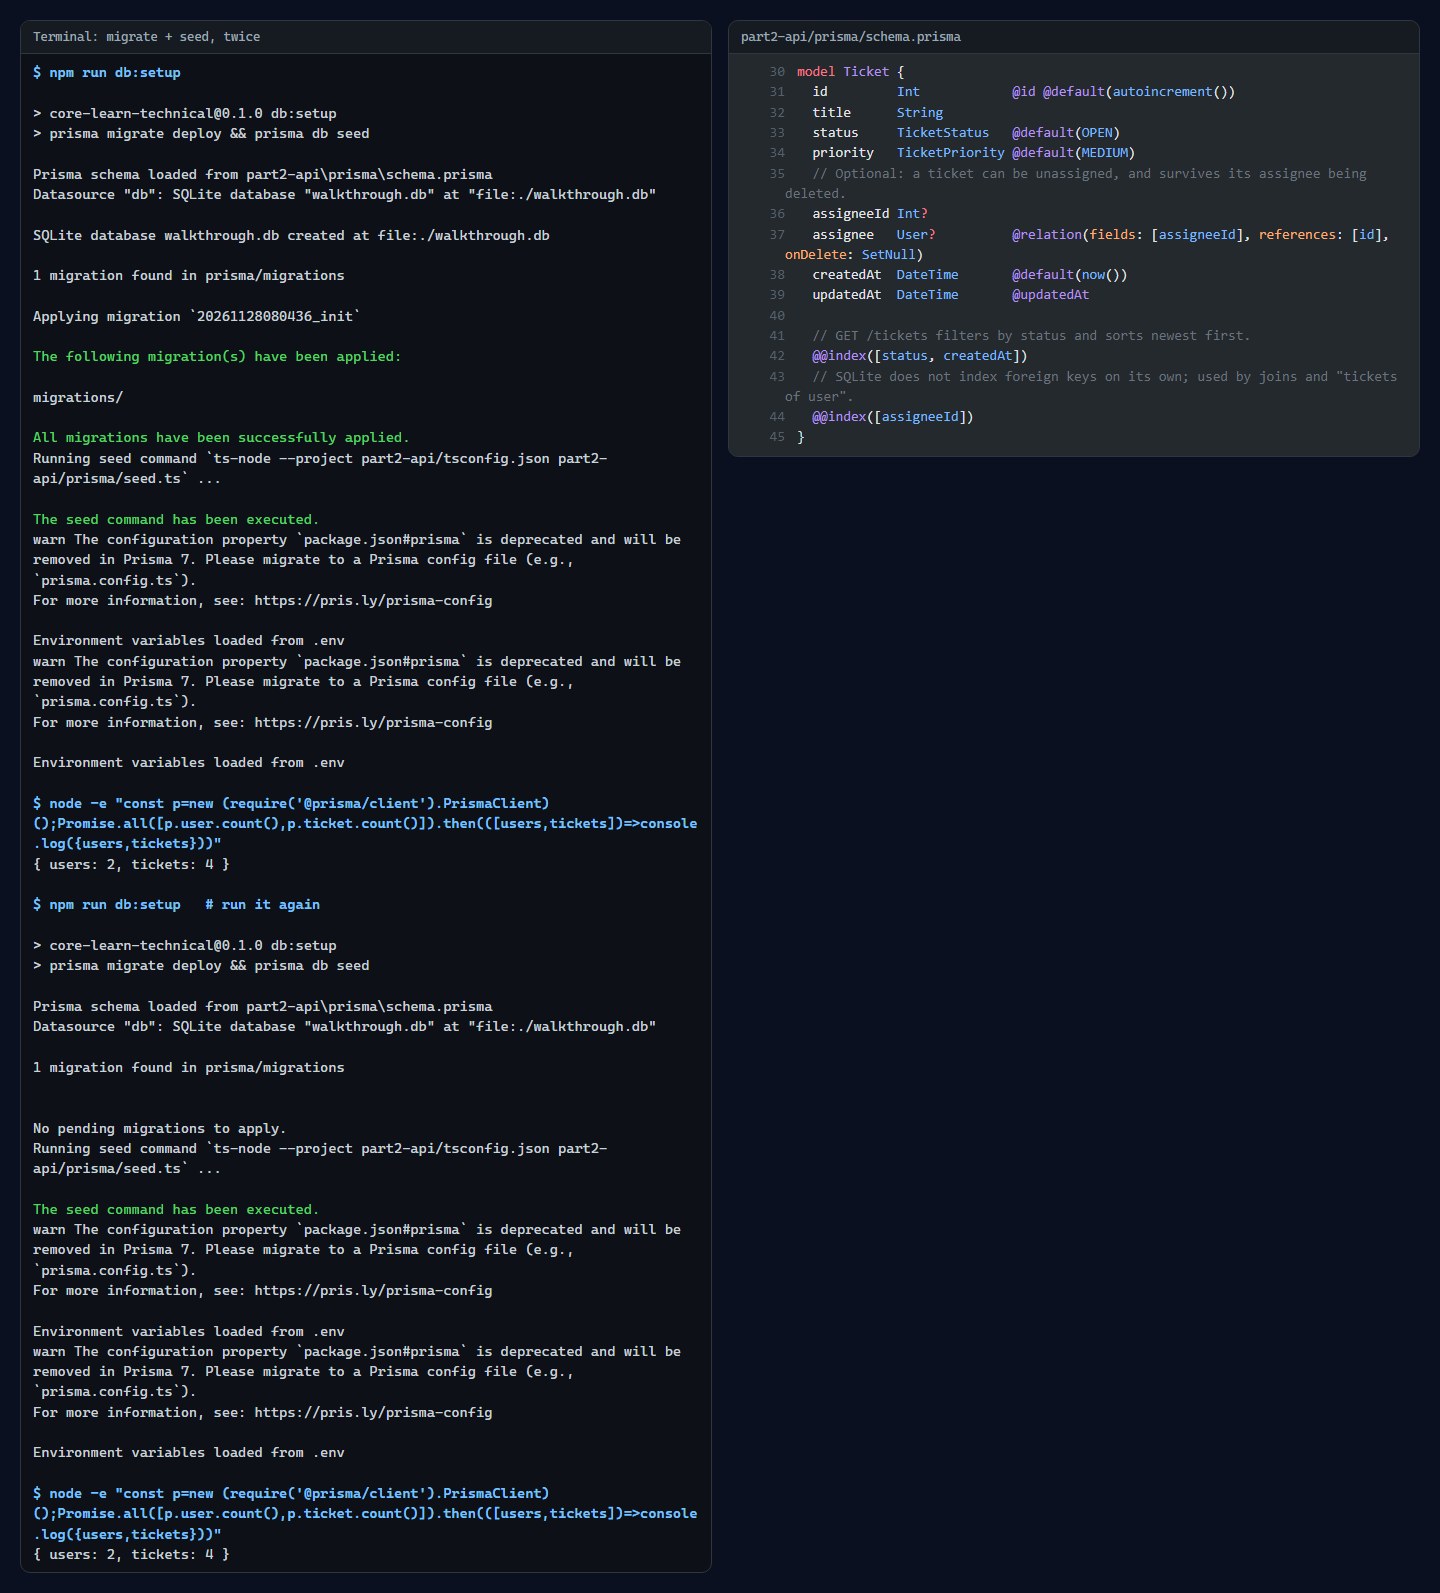 Terminal: migrate + seed, twice
$ npm run db:setup
> core-learn-technical@0.1.0 db:setup
> prisma migrate deploy && prisma db seed
Prisma schema loaded from part2-api\prisma\schema.prisma
Datasource "db": SQLite database "walkthrough.db" at "file:./walkthrough.db"
SQLite database walkthrough.db created at file:./walkthrough.db
1 migration found in prisma/migrations
Applying migration `20261128080436_init`
The following migration(s) have been applied:
migrations/
All migrations have been successfully applied.
Running seed command `ts-node --project part2-api/tsconfig.json part2-
api/prisma/seed.ts` ...
The seed command has been executed.
warn The configuration property `package.json#prisma` is deprecated and will be
removed in Prisma 7. Please migrate to a Prisma config file (e.g.,
`prisma.config.ts`).
For more information, see: https://pris.ly/prisma-config
Environment variables loaded from .env
warn The configuration property `package.json#prisma` is deprecated and will be
removed in Prisma 7. Please migrate to a Prisma config file (e.g.,
`prisma.config.ts`).
For more information, see: https://pris.ly/prisma-config
Environment variables loaded from .env
$ node -e "const p=new (require('@prisma/client').PrismaClient)
();Promise.all([p.user.count(),p.ticket.count()]).then(([users,tickets])=>console
.log({users,tickets}))"
{ users: 2, tickets: 4 }
$ npm run db:setup   # run it again
> core-learn-technical@0.1.0 db:setup
> prisma migrate deploy && prisma db seed
Prisma schema loaded from part2-api\prisma\schema.prisma
Datasource "db": SQLite database "walkthrough.db" at "file:./walkthrough.db"
1 migration found in prisma/migrations
No pending migrations to apply.
Running seed command `ts-node --project part2-api/tsconfig.json part2-
api/prisma/seed.ts` ...
The seed command has been executed.
warn The configuration property `package.json#prisma` is deprecated and will be
removed in Prisma 7. Please migrate to a Prisma config file (e.g.,
`prisma.config.ts`).
For more information, see: https://pris.ly/prisma-config
Environment variables loaded from .env
warn The configuration property `package.json#prisma` is deprecated and will be
removed in Prisma 7. Please migrate to a Prisma config file (e.g.,
`prisma.config.ts`).
For more information, see: https://pris.ly/prisma-config
Environment variables loaded from .env
$ node -e "const p=new (require('@prisma/client').PrismaClient)
();Promise.all([p.user.count(),p.ticket.count()]).then(([users,tickets])=>console
.log({users,tickets}))"
{ users: 2, tickets: 4 }
part2-api/prisma/schema.prisma
30 model Ticket {
31   id         Int            @id @default(autoincrement())
32   title      String
33   status     TicketStatus   @default(OPEN)
34   priority   TicketPriority @default(MEDIUM)
35   // Optional: a ticket can be unassigned, and survives its assignee being
deleted.
36   assigneeId Int?
37   assignee   User?          @relation(fields: [assigneeId], references: [id],
onDelete: SetNull)
38   createdAt  DateTime       @default(now())
39   updatedAt  DateTime       @updatedAt
40
41   // GET /tickets filters by status and sorts newest first.
42   @@index([status, createdAt])
43   // SQLite does not index foreign keys on its own; used by joins and "tickets
of user".
44   @@index([assigneeId])
45 }